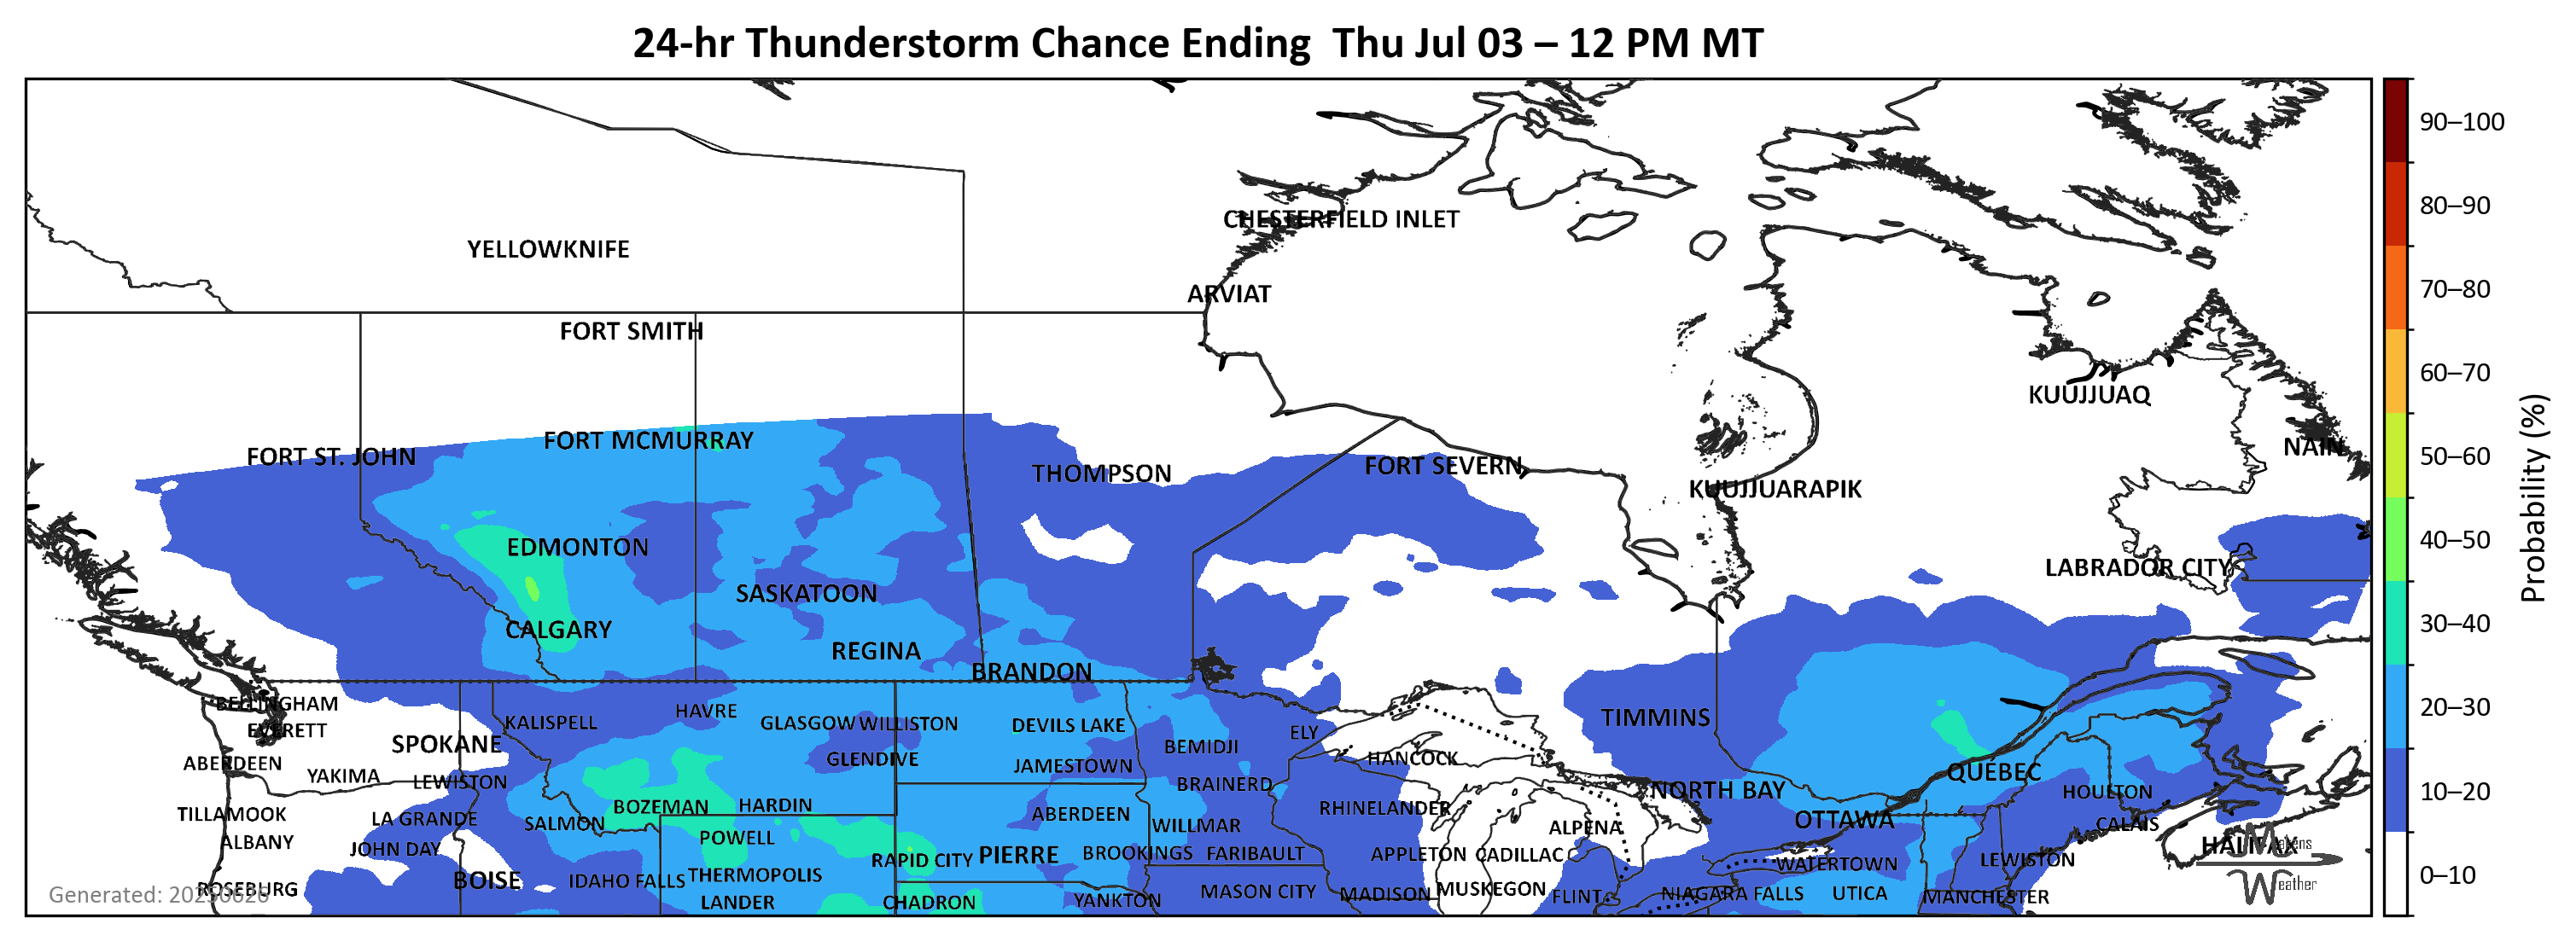 24-hr Thunderstorm Chance Ending  Thu Jul 03 – 12 PM MT
CHESTERFIELD INLET
YELLOWKNIFE
ARVIAT
FORT SMITH
KUUJJUAQ
FORT MCMURRAY
NAIN
FORT ST. JOHN
FORT SEVERN
THOMPSON
KUUJJUARAPIK
EDMONTON
LABRADOR CITY
SASKATOON
CALGARY
REGINA
BRANDON
BELLINGHAM
HAVRE
TIMMINS
KALISPELL
GLASGOW
WILLISTON
DEVILS LAKE
EVERETT
ELY
SPOKANE
BEMIDJI
GLENDIVE
HANCOCK
ABERDEEN
JAMESTOWN
QUÉBEC
YAKIMA
LEWISTON
BRAINERD
NORTH BAY
HOULTON
BOZEMAN
HARDIN
RHINELANDER
TILLAMOOK
ABERDEEN
LA GRANDE
OTTAWA
SALMON
WILLMAR
CALAIS
ALPENA
POWELL
ALBANY
HALIFAX
JOHN DAY
BROOKINGS
FARIBAULT
APPLETON
CADILLAC
PIERRE
RAPID CITY
LEWISTON
WATERTOWN
THERMOPOLIS
BOISE
IDAHO FALLS
ROSEBURG
MUSKEGON
MASON CITY
MADISON
NIAGARA FALLS
UTICA
FLINT
MANCHESTER
YANKTON
LANDER
CHADRON
Generated: 20250626
Weather
90–100
80–90
70–80
60–70
50–60
40–50
30–40
20–30
10–20
0–10
Probability (%)